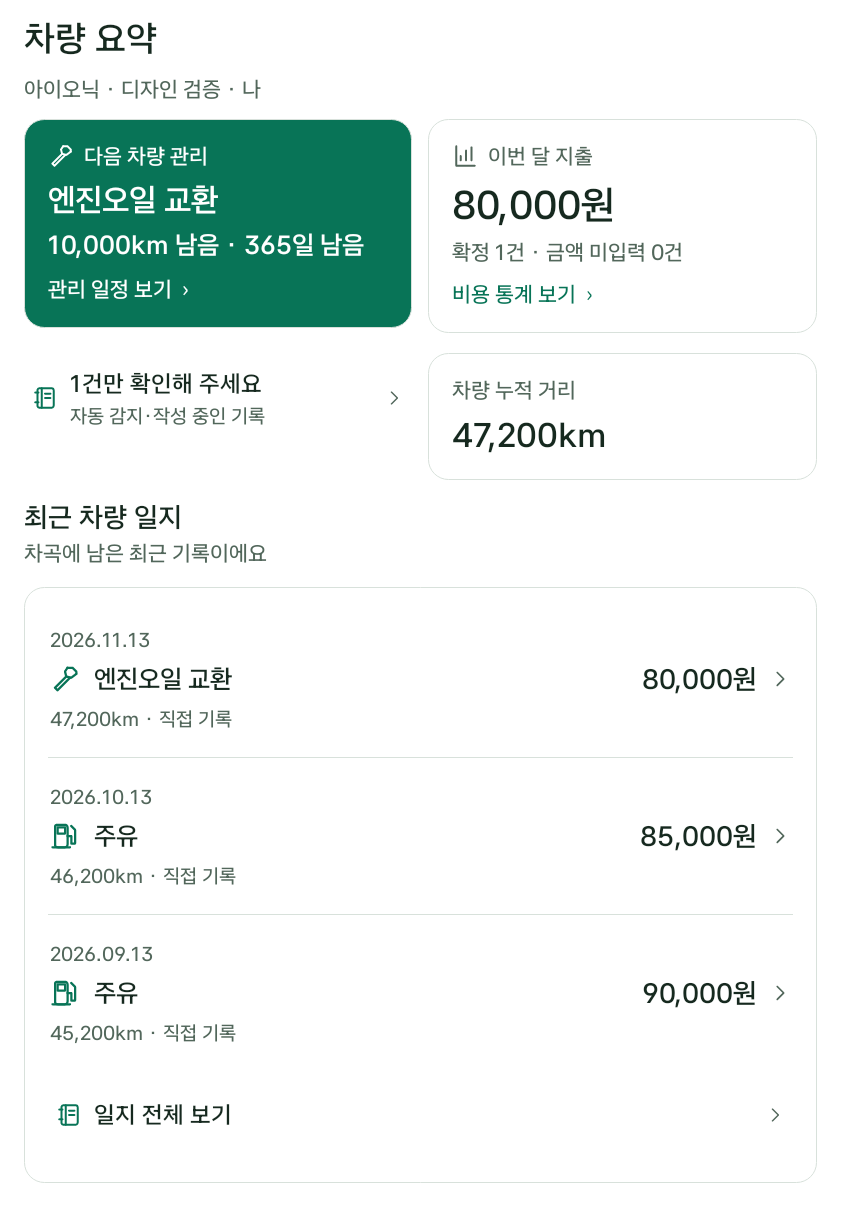 차량 요약
아이오닉 · 디자인 검증 · 나
다음 차량 관리
엔진오일 교환
10,000km 남음 · 365일 남음
관리 일정 보기 ›
이번 달 지출
80,000원
확정 1건 · 금액 미입력 0건
비용 통계 보기 ›
1건만 확인해 주세요
자동 감지·작성 중인 기록
차량 누적 거리
47,200km
최근 차량 일지
차곡에 남은 최근 기록이에요
2026.11.13
엔진오일 교환 80,000원
47,200km · 직접 기록
2026.10.13
주유 85,000원
46,200km · 직접 기록
2026.09.13
주유 90,000원
45,200km · 직접 기록
일지 전체 보기